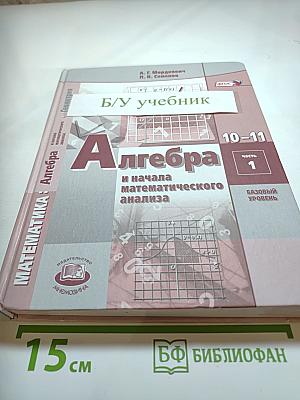 А. Г. Мордкович
П. В. Семенов
Б/У учебник
10–11
Алгебра
и начала
математического
анализа
часть
1
БАЗОВЫЙ
УРОВЕНЬ
МАТЕМАТИКА:
Алгебра
ИЗДАТЕЛЬСТВО
МНЕМОЗИНА
15 см
БФ БИБЛИОФАН